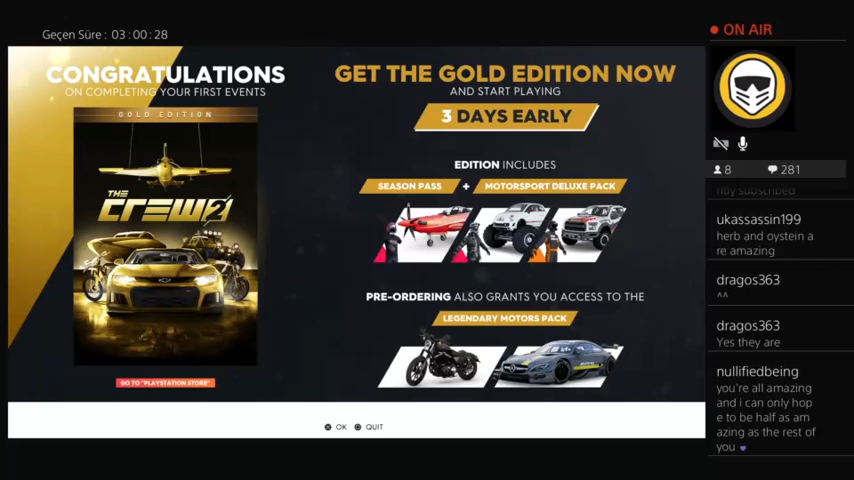 Geçen Süre : 03:00:28
CONGRATULATIONS
ON COMPLETING YOUR FIRST EVENTS
GOLD EDITION
THE
CREW 2
GO TO "PLAYSTATION STORE"
GET THE GOLD EDITION NOW
AND START PLAYING
3 DAYS EARLY
EDITION INCLUDES
SEASON PASS + MOTORSPORT DELUXE PACK
PRE-ORDERING ALSO GRANTS YOU ACCESS TO THE
LEGENDARY MOTORS PACK
OK QUIT
ON AIR
8 281
ntly subscribed
ukassassin199
herb and oystein a
re amazing
dragos363
^^
dragos363
Yes they are
nullifiedbeing
you're all amazing
and i can only hop
e to be half as am
azing as the rest of
you